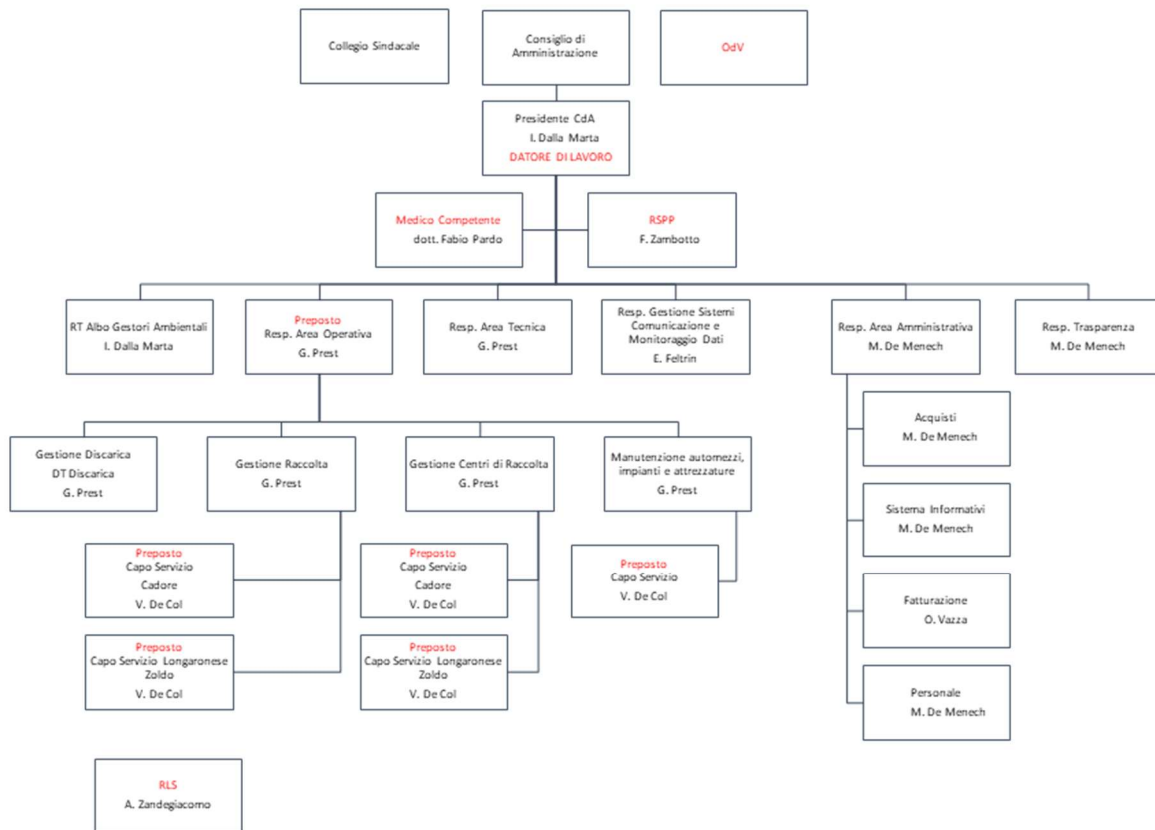 Collegio Sindacale
Consiglio di
Amministrazione
OdV
Presidente CdA
I. Dalla Marta
DATORE DI LAVORO
Medico Competente
dott. Fabio Pardo
RSPP
F. Zambotto
RT Albo Gestori Ambientali
I. Dalla Marta
Preposto
Resp. Area Operativa
G. Prest
Resp. Area Tecnica
G. Prest
Resp. Gestione Sistemi
Comunicazione e
Monitoraggio Dati
E. Feltrin
Resp. Area Amministrativa
M. De Menech
Resp. Trasparenza
M. De Menech
Gestione Discarica
DT Discarica
G. Prest
Gestione Raccolta
G. Prest
Gestione Centri di Raccolta
G. Prest
Manutenzione automezzi,
impianti e attrezzature
G. Prest
Acquisti
M. De Menech
Sistema Informativi
M. De Menech
Fatturazione
O. Vazza
Personale
M. De Menech
Preposto
Capo Servizio
Cadore
V. De Col
Preposto
Capo Servizio
Cadore
V. De Col
Preposto
Capo Servizio
V. De Col
Preposto
Capo Servizio Longaronese
Zoldo
V. De Col
Preposto
Capo Servizio Longaronese
Zoldo
V. De Col
RLS
A. Zandegiacomo